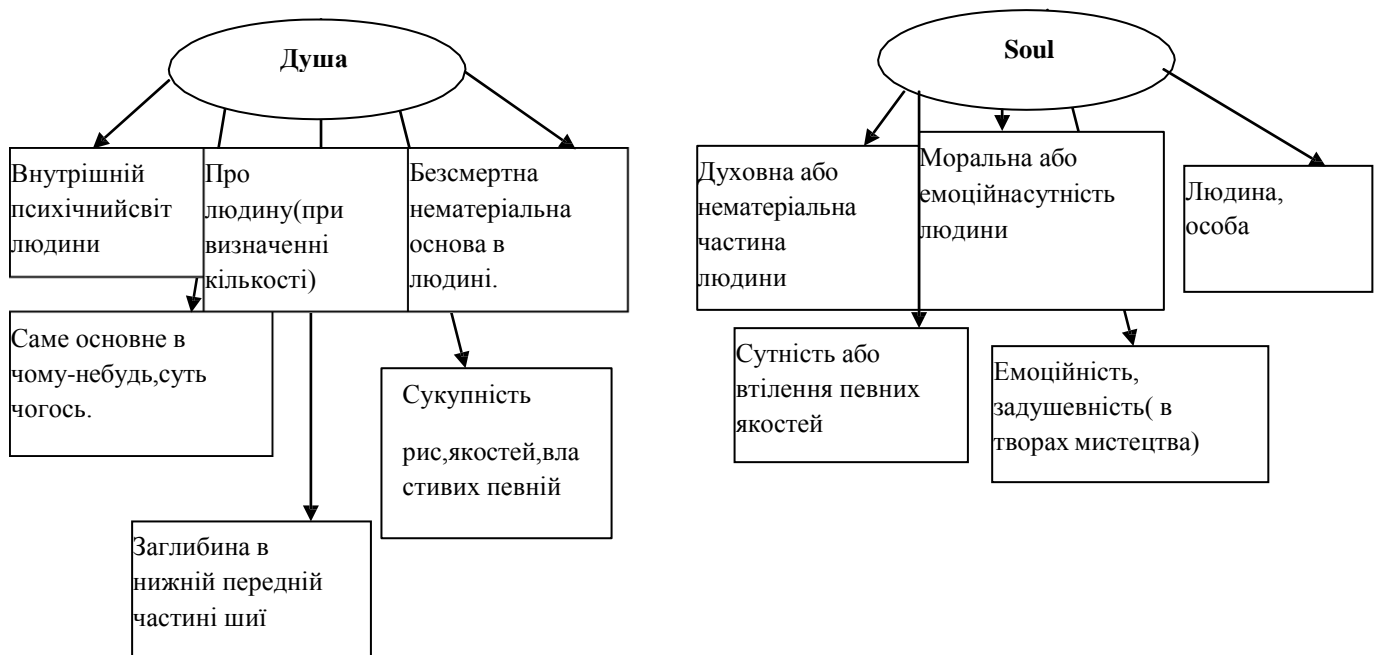 Душа
Внутрішній
психічнийсвіт
людини
Про
людину(при
визначенні
кількості)
Безсмертна
нематеріальна
основа в
людині.
Саме основне в
чому-небудь,суть
чогось.
Сукупність
рис,якостей,вла
стивих певній
Заглибина в
нижній передній
частині шиї
Soul
Духовна або
нематеріальна
частина
людини
Моральна або
емоційнасутність
людини
Людина,
особа
Сутність або
втілення певних
якостей
Емоційність,
задушевність( в
творах мистецтва)